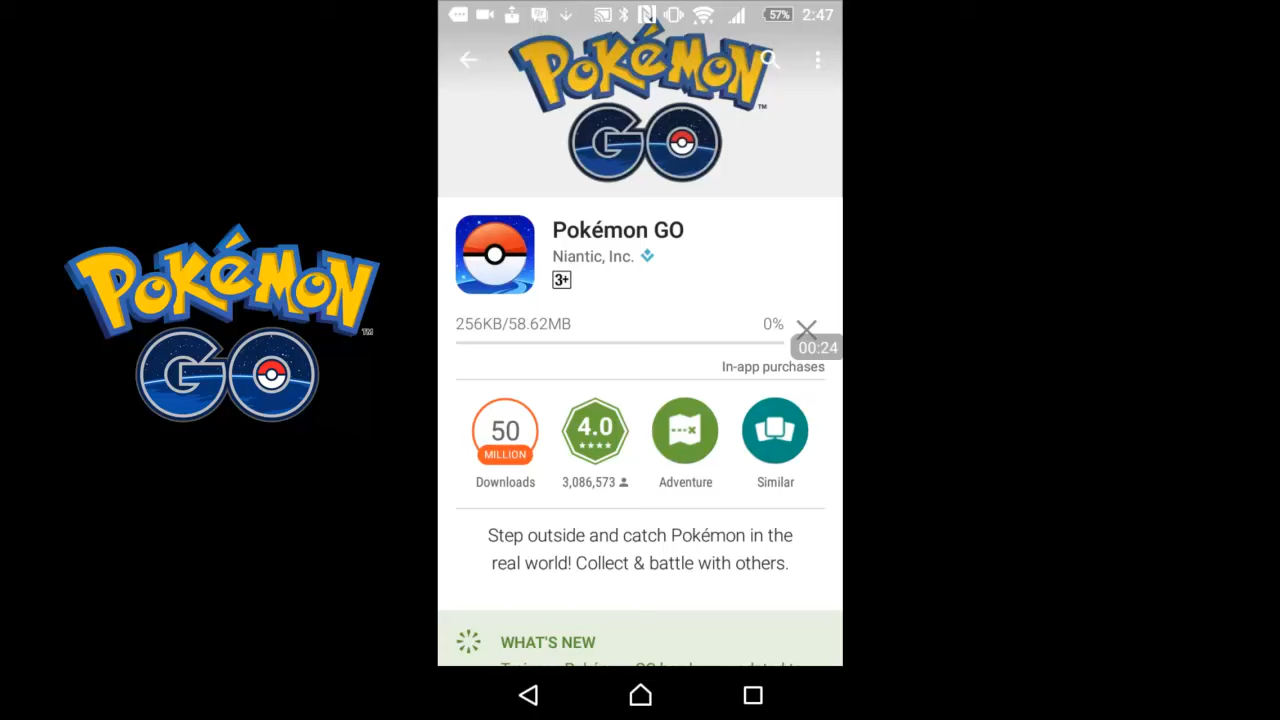 57% 2:47
POKéMON
GO
TM
Pokémon GO
Niantic, Inc.
3+
256KB/58.62MB 0%
00:24
In-app purchases
50
MILLION
Downloads
4.0
3,086,573
Adventure
Similar
Step outside and catch Pokémon in the
real world! Collect & battle with others.
WHAT'S NEW
POKéMON
TM
GO